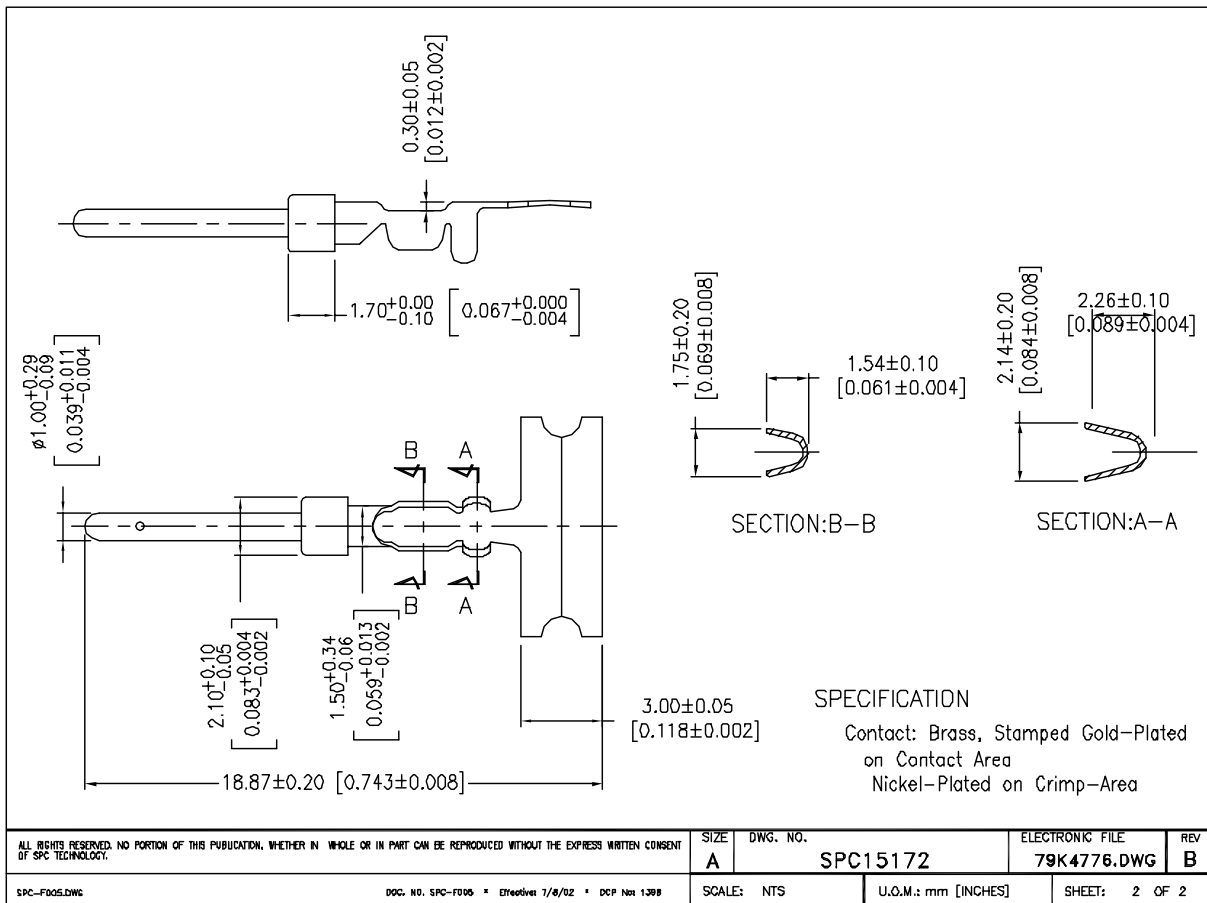 0.30±0.05
[0.012±0.002]
1.70+0.00 -0.10 [0.067+0.000 -0.004]
ø1.00+0.29 -0.09
[0.039+0.011 -0.004]
1.75±0.20
[0.069±0.008]
1.54±0.10
[0.061±0.004]
2.14±0.20
[0.084±0.008]
2.26±0.10
[0.089±0.004]
B A
SECTION:B-B
SECTION:A-A
B A
2.10+0.10 -0.05
[0.083+0.004 -0.002]
1.50+0.34 -0.06
[0.059+0.013 -0.002]
3.00±0.05
[0.118±0.002]
18.87±0.20 [0.743±0.008]
SPECIFICATION
Contact: Brass, Stamped Gold-Plated
on Contact Area
Nickel-Plated on Crimp-Area
ALL RIGHTS RESERVED. NO PORTION OF THIS PUBLICATION, WHETHER IN WHOLE OR IN PART CAN BE REPRODUCED WITHOUT THE EXPRESS WRITTEN CONSENT
OF SPC TECHNOLOGY.
SIZE
A
DWG. NO.
SPC15172
ELECTRONIC FILE
79K4776.DWG
REV
B
SPC-F005.DWG
DOC. NO. SPC-F005 * Effective: 7/8/02 * DCP No: 1398
SCALE: NTS
U.O.M.: mm [INCHES]
SHEET: 2 OF 2